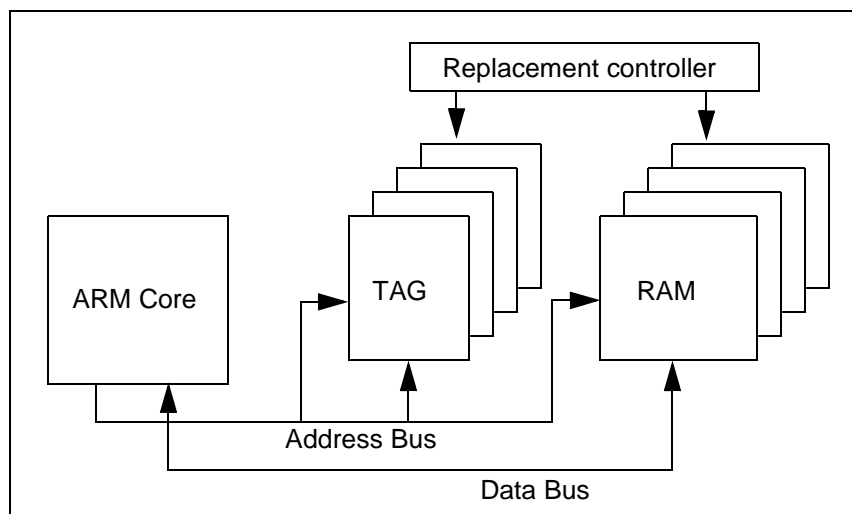 Replacement controller
ARM Core
TAG
RAM
Address Bus
Data Bus